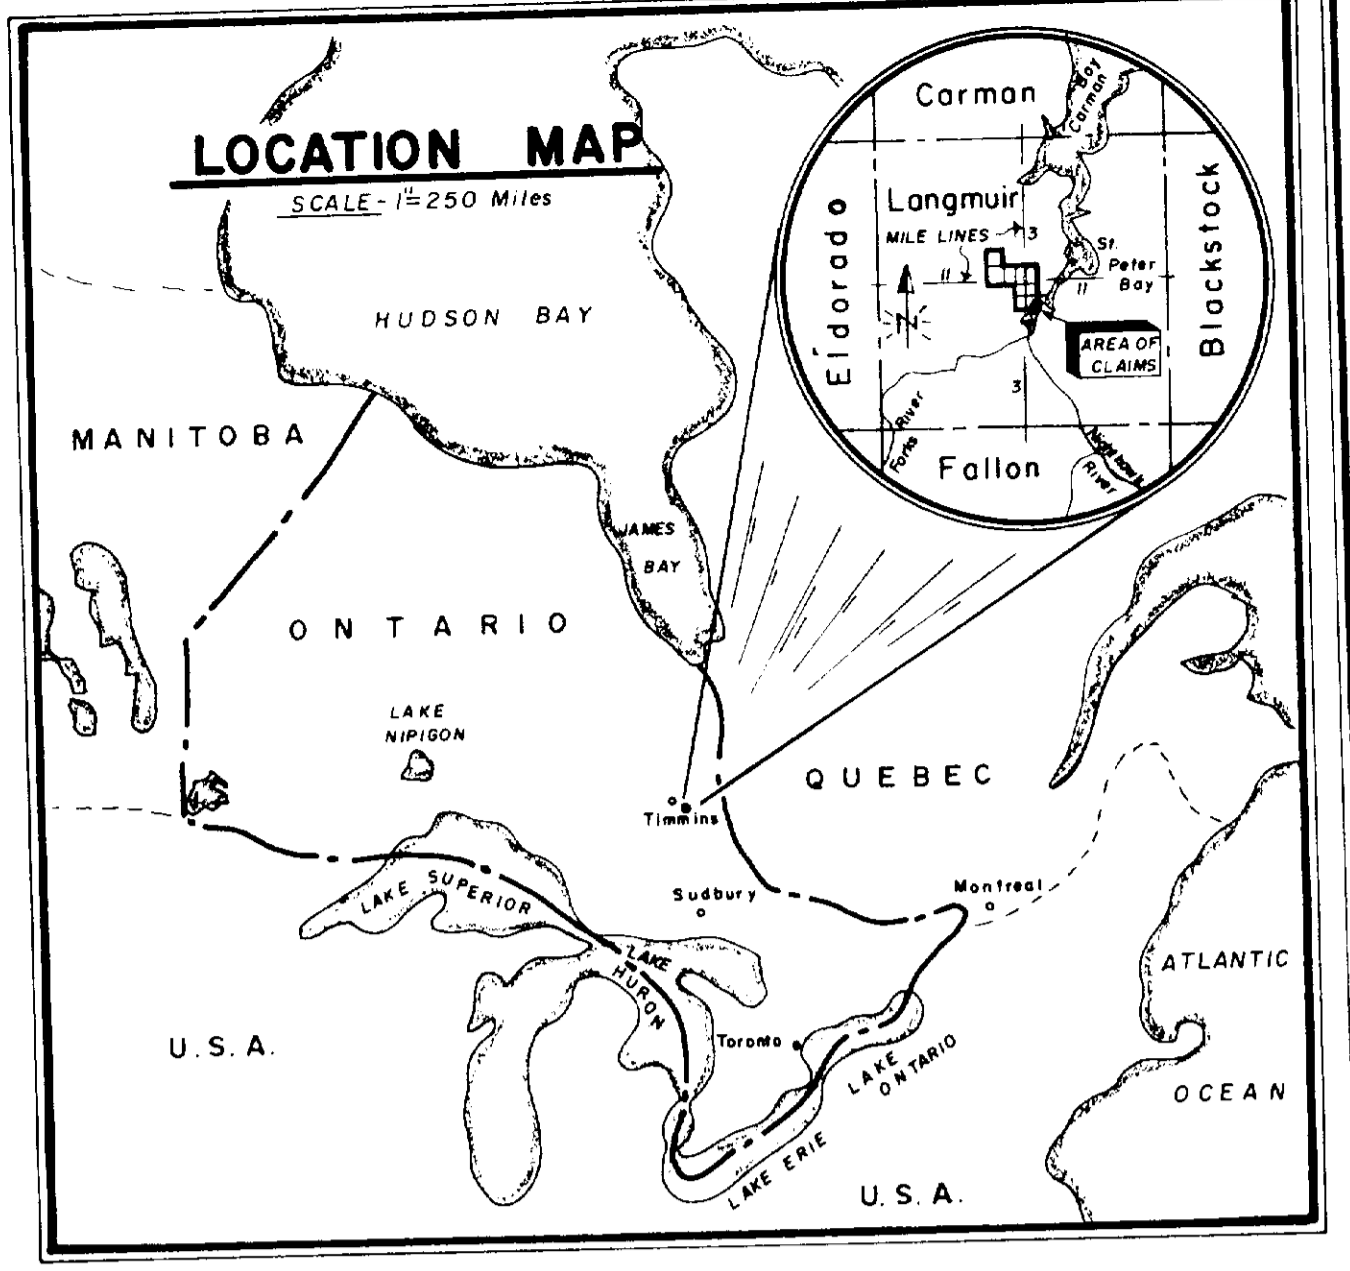 LOCATION MAP
SCALE - 1"=250 Miles
HUDSON BAY
MANITOBA
JAMES
BAY
ONTARIO
LAKE
NIPIGON
QUEBEC
Timmins
Sudbury
Montreal
LAKE SUPERIOR
LAKE
HURON
Toronto
LAKE
ONTARIO
LAKE ERIE
U.S.A.
U.S.A.
ATLANTIC
OCEAN
Carman
Bay
Carman
Eldorado
Langmuir
MILE LINES
3
11
11
St.
Peter
Bay
Blackstock
N
AREA OF
CLAIMS
3
River
Forks
Fallon
Nighthawk
River